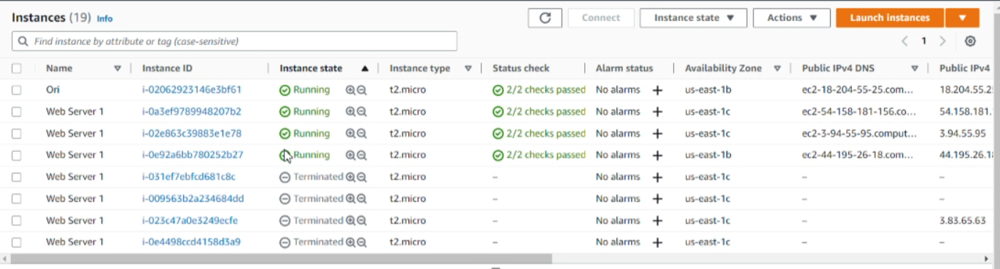 Instances (19) Info Connect Instance state Actions Launch instances
Find instance by attribute or tag (case-sensitive) 1
Name Instance ID Instance state Instance type Status check Alarm status Availability Zone Public IPv4 DNS Public IPv4
Ori i-02062923146e3bf61 Running t2.micro 2/2 checks passed No alarms + us-east-1b ec2-18-204-55-25.com... 18.204.55.2
Web Server 1 i-0a3ef9789948207b2 Running t2.micro 2/2 checks passed No alarms + us-east-1c ec2-54-158-181-156.co... 54.158.181.
Web Server 1 i-02e863c39883e1e78 Running t2.micro 2/2 checks passed No alarms + us-east-1c ec2-3-94-55-95.comput... 3.94.55.95
Web Server 1 i-0e92a6bb780252b27 Running t2.micro 2/2 checks passed No alarms + us-east-1b ec2-44-195-26-18.com... 44.195.26.1
Web Server 1 i-031ef7ebfcd681c8c Terminated t2.micro – No alarms + us-east-1c – –
Web Server 1 i-009563b2a234684dd Terminated t2.micro – No alarms + us-east-1c – –
Web Server 1 i-023c47a0e3249ecfe Terminated t2.micro – No alarms + us-east-1c – 3.83.65.63
Web Server 1 i-0e4498ccd4158d3a9 Terminated t2.micro – No alarms + us-east-1c – –